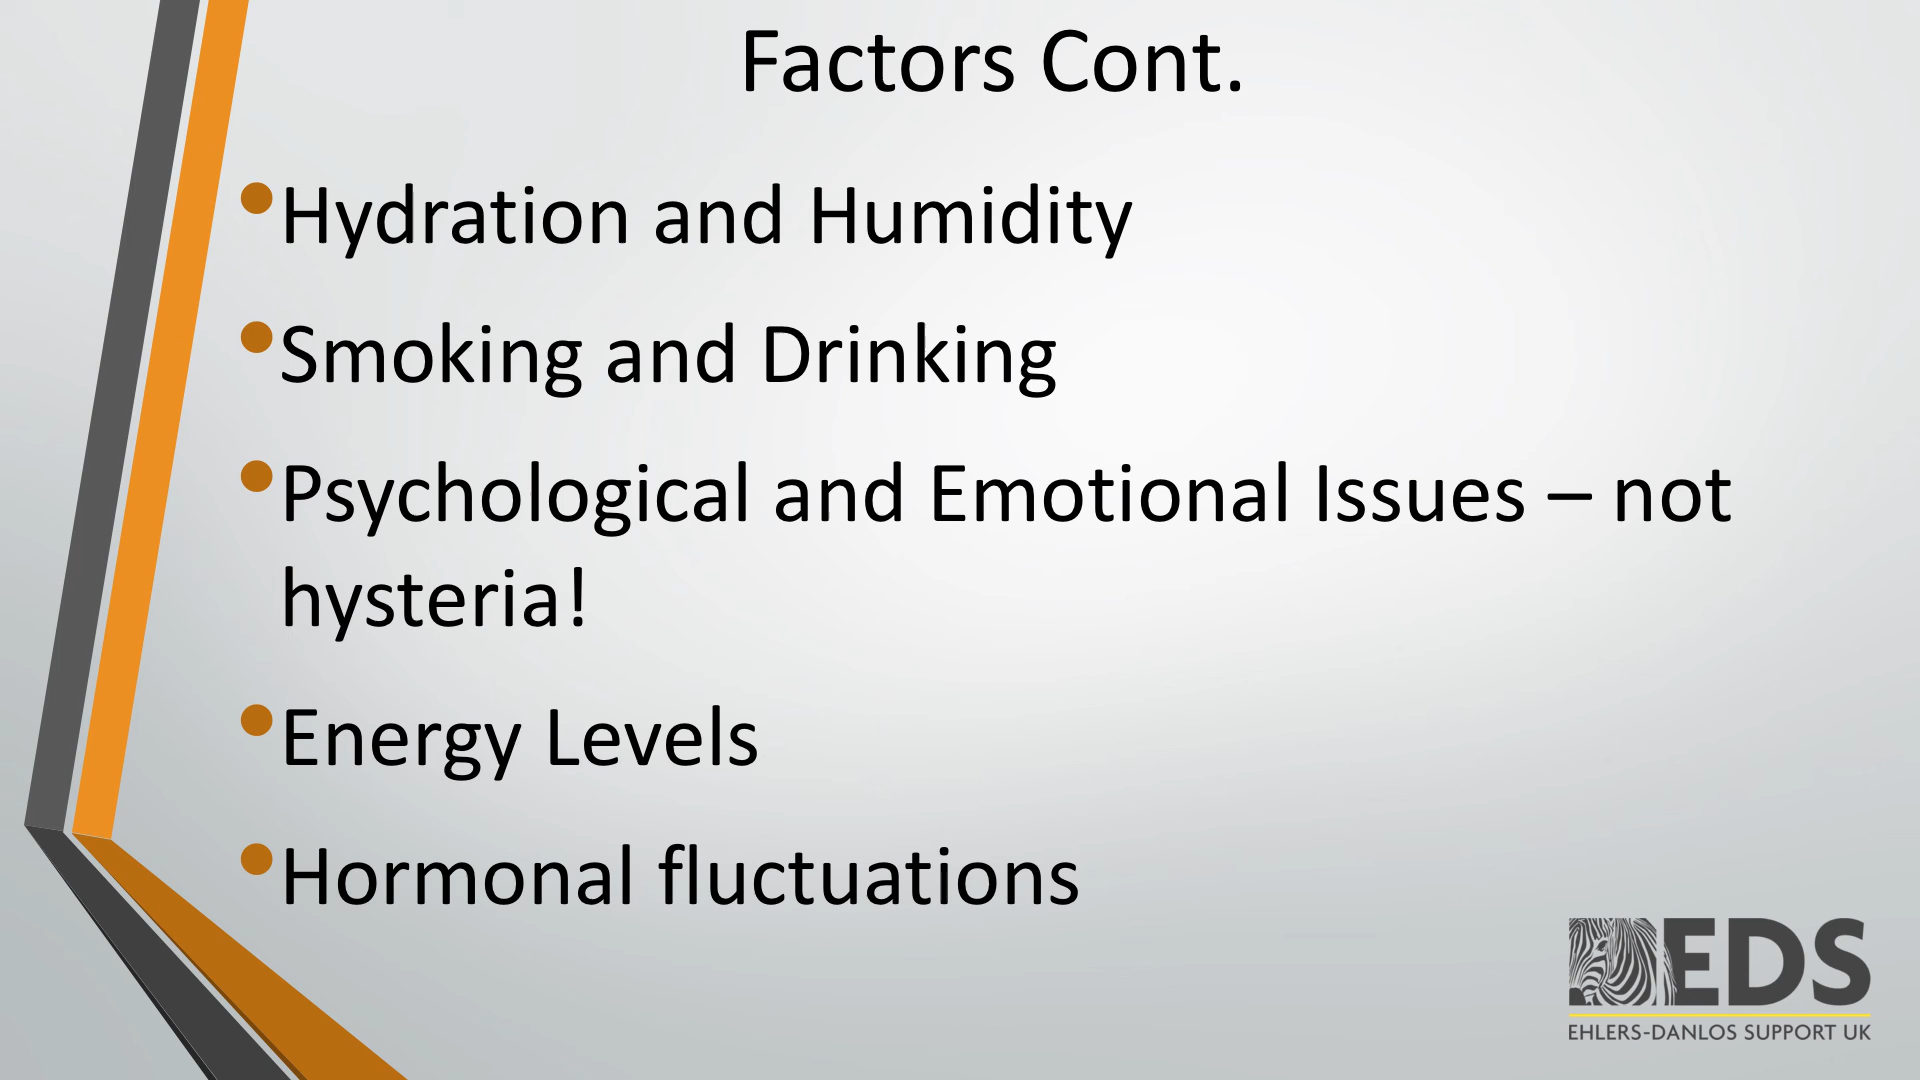 Factors Cont.
•Hydration and Humidity
•Smoking and Drinking
•Psychological and Emotional Issues – not
hysteria!
•Energy Levels
•Hormonal fluctuations
EDS
EHLERS-DANLOS SUPPORT UK